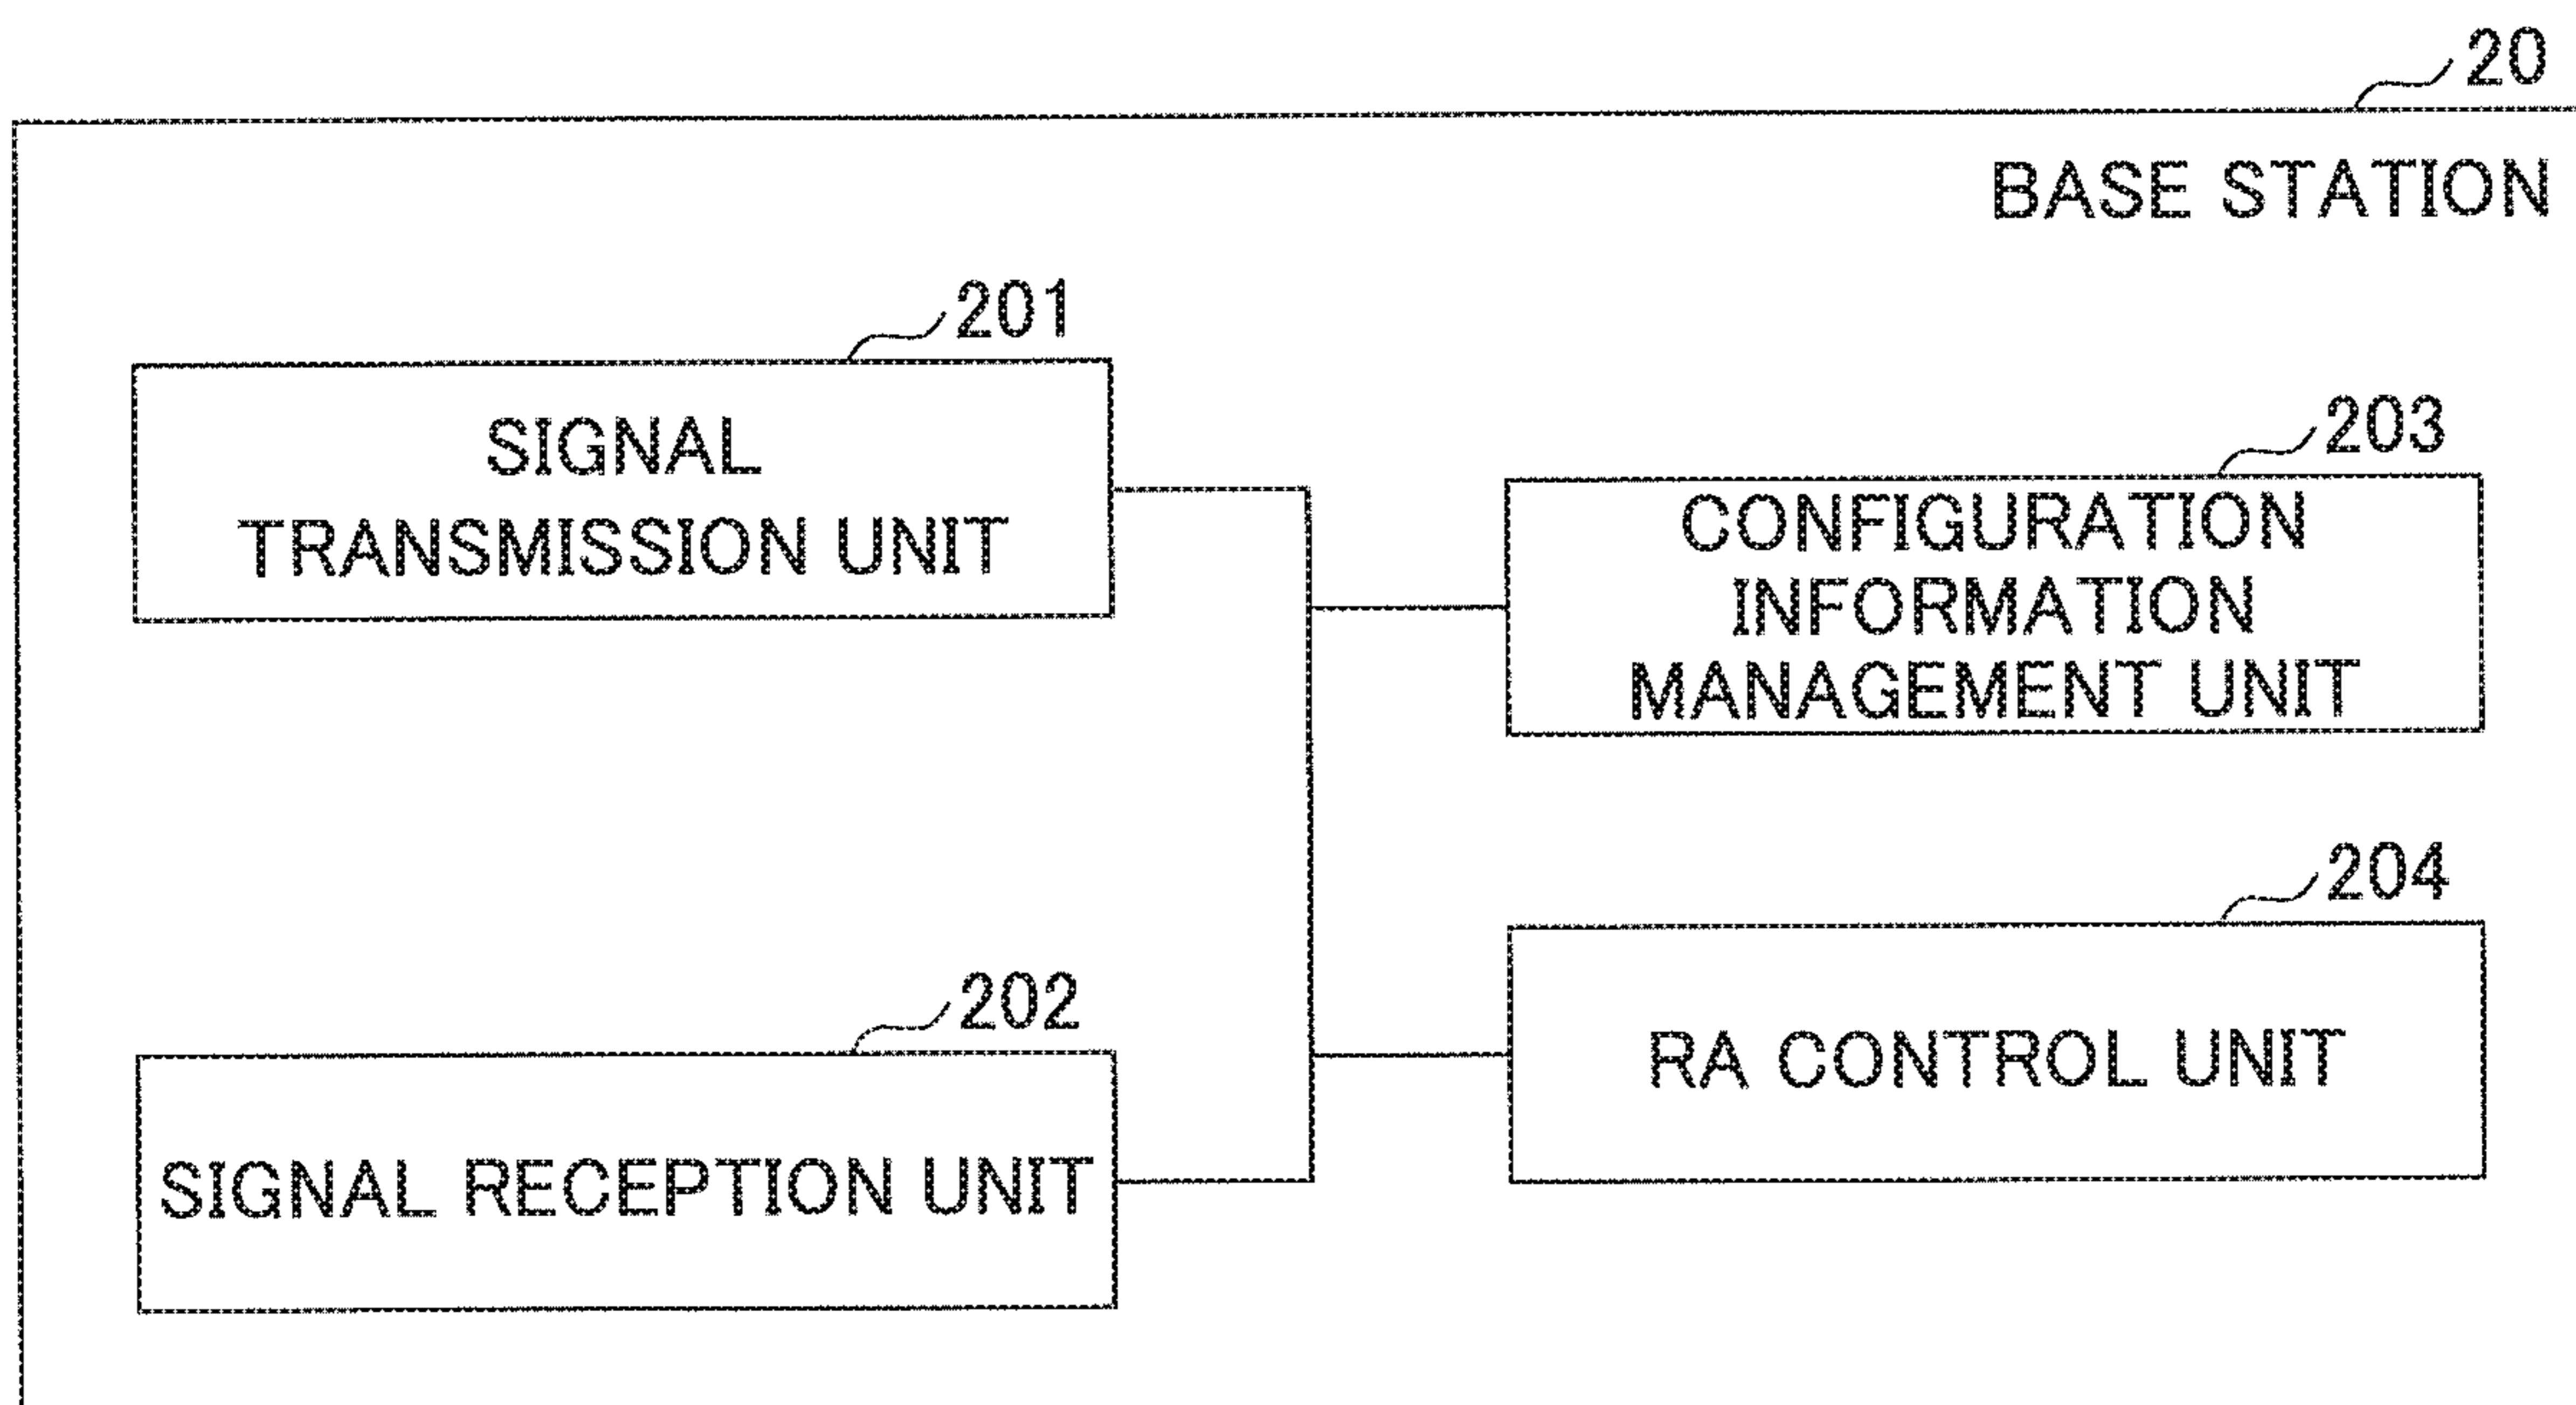 20
BASE STATION
201
SIGNAL
TRANSMISSION UNIT
203
CONFIGURATION
INFORMATION
MANAGEMENT UNIT
204
RA CONTROL UNIT
202
SIGNAL RECEPTION UNIT